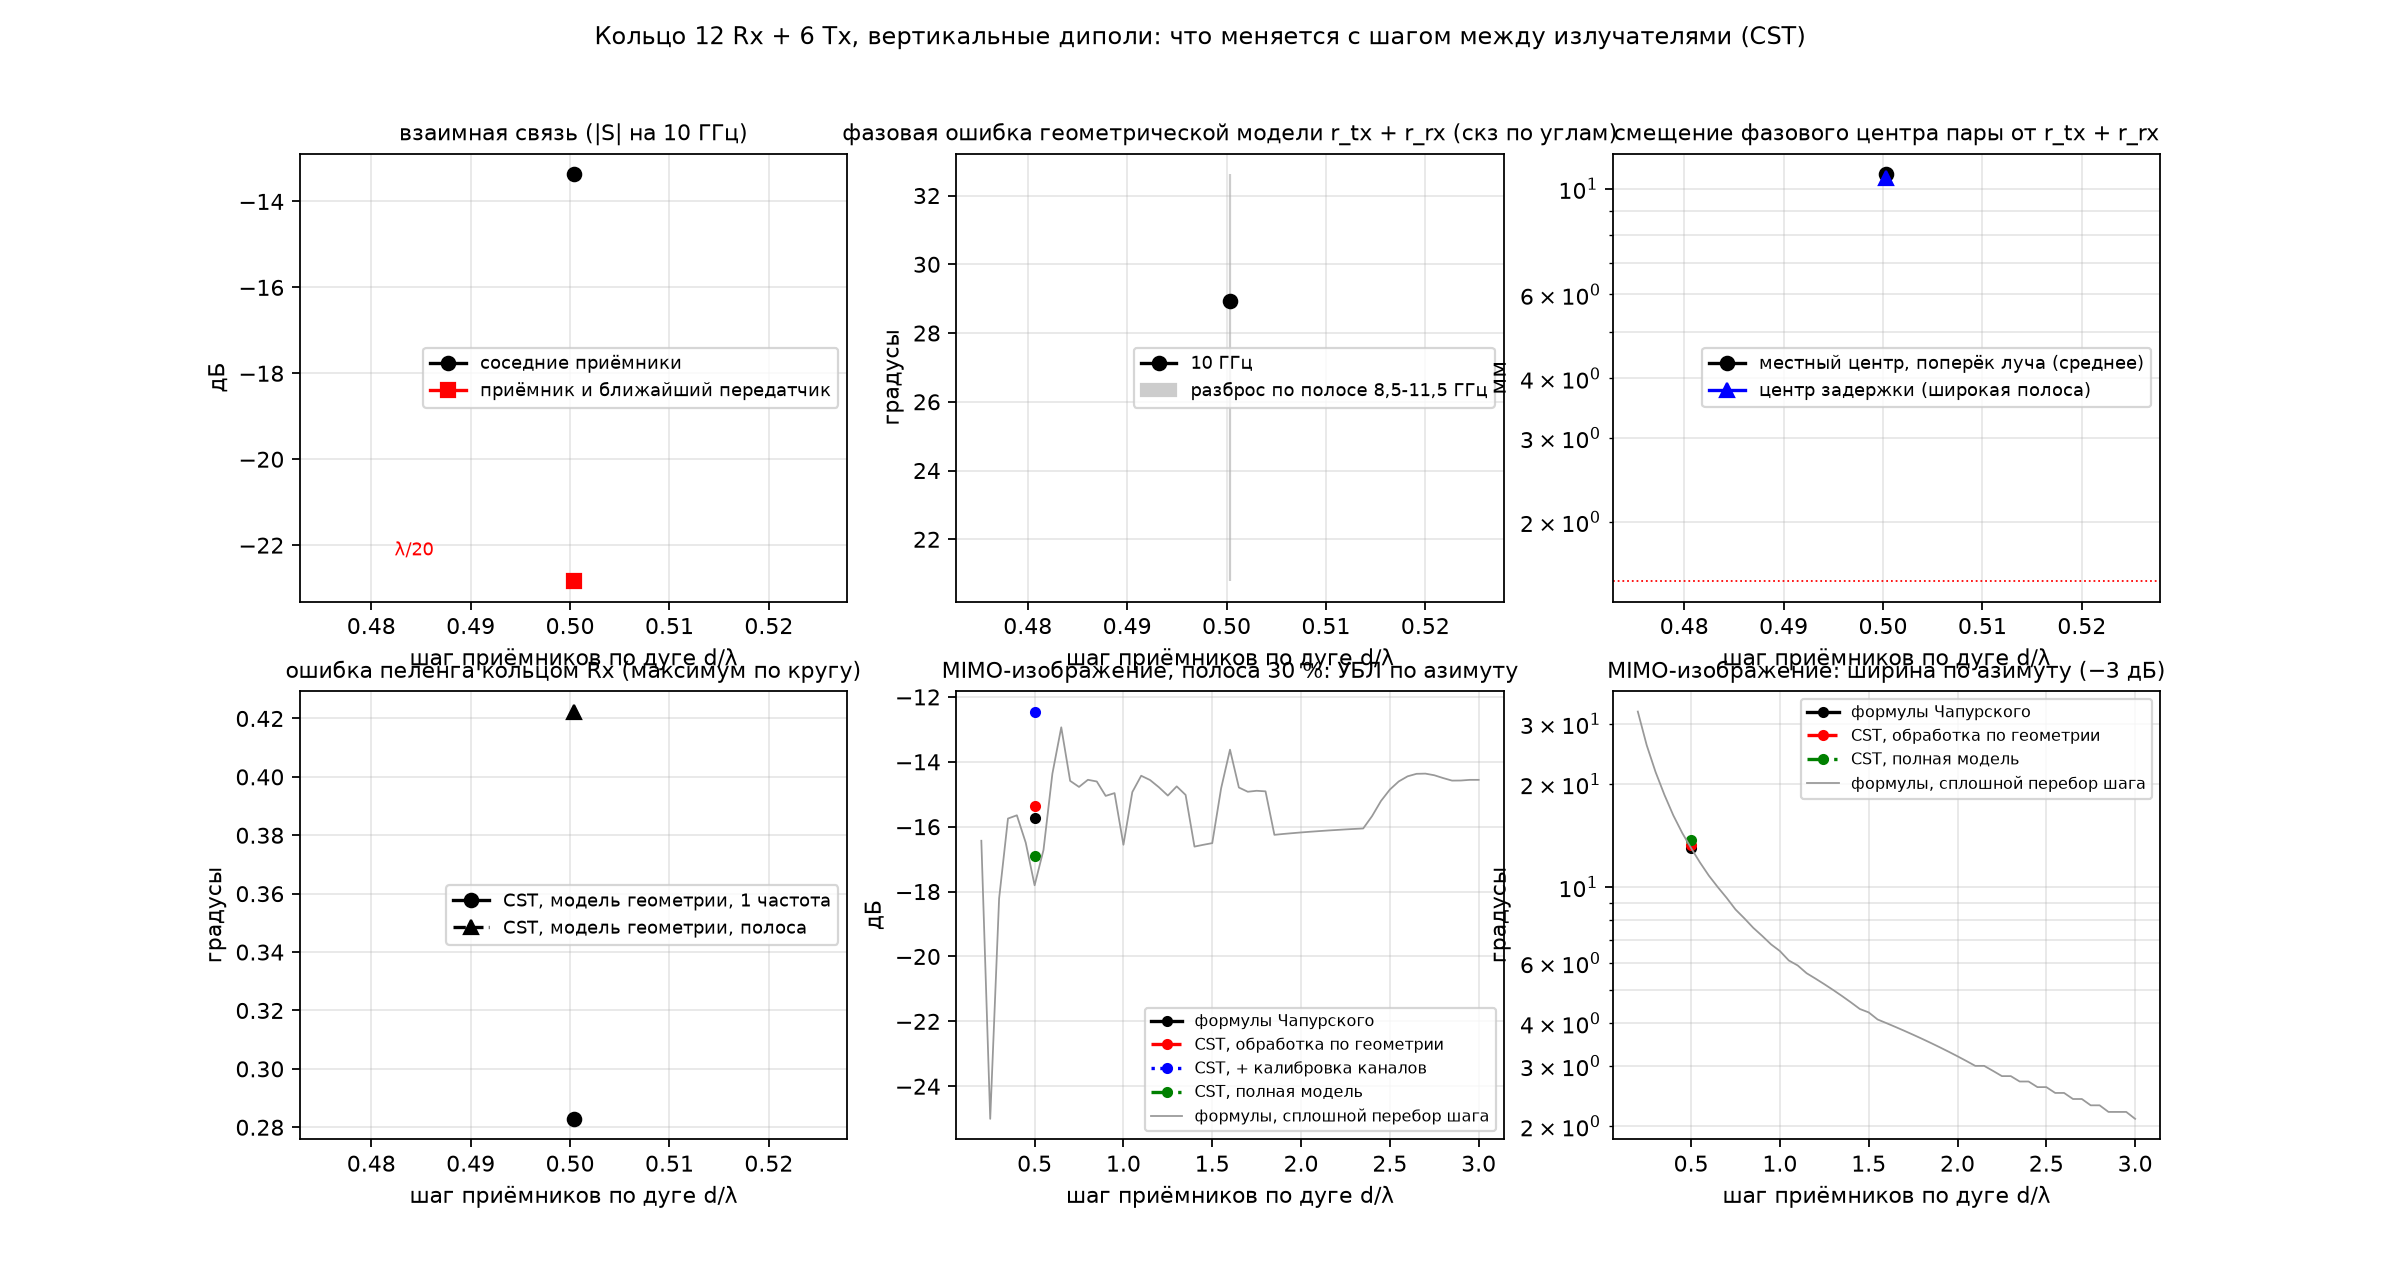 Кольцо 12 Rx + 6 Tx, вертикальные диполи: что меняется с шагом между излучателями (CST)
взаимная связь (|S| на 10 ГГц)
−14
−16
−18
−20
−22
дБ
соседние приёмники
приёмник и ближайший передатчик
λ/20
0.48 0.49 0.50 0.51 0.52
шаг приёмников по дуге d/λ
фазовая ошибка геометрической модели r_tx + r_rx (скз по углам)
32
30
28
26
24
22
градусы
10 ГГц
разброс по полосе 8,5-11,5 ГГц
0.48 0.49 0.50 0.51 0.52
шаг приёмников по дуге d/λ
смещение фазового центра пары от r_tx + r_rx
10¹
6 × 10⁰
4 × 10⁰
3 × 10⁰
2 × 10⁰
мм
местный центр, поперёк луча (среднее)
центр задержки (широкая полоса)
0.48 0.49 0.50 0.51 0.52
шаг приёмников по дуге d/λ
ошибка пеленга кольцом Rx (максимум по кругу)
0.42
0.40
0.38
0.36
0.34
0.32
0.30
0.28
градусы
CST, модель геометрии, 1 частота
CST, модель геометрии, полоса
0.48 0.49 0.50 0.51 0.52
шаг приёмников по дуге d/λ
MIMO-изображение, полоса 30 %: УБЛ по азимуту
−12
−14
−16
−18
−20
−22
−24
дБ
формулы Чапурского
CST, обработка по геометрии
CST, + калибровка каналов
CST, полная модель
формулы, сплошной перебор шага
0.5 1.0 1.5 2.0 2.5 3.0
шаг приёмников по дуге d/λ
MIMO-изображение: ширина по азимуту (−3 дБ)
3 × 10¹
2 × 10¹
10¹
6 × 10⁰
4 × 10⁰
3 × 10⁰
2 × 10⁰
градусы
формулы Чапурского
CST, обработка по геометрии
CST, полная модель
формулы, сплошной перебор шага
0.5 1.0 1.5 2.0 2.5 3.0
шаг приёмников по дуге d/λ